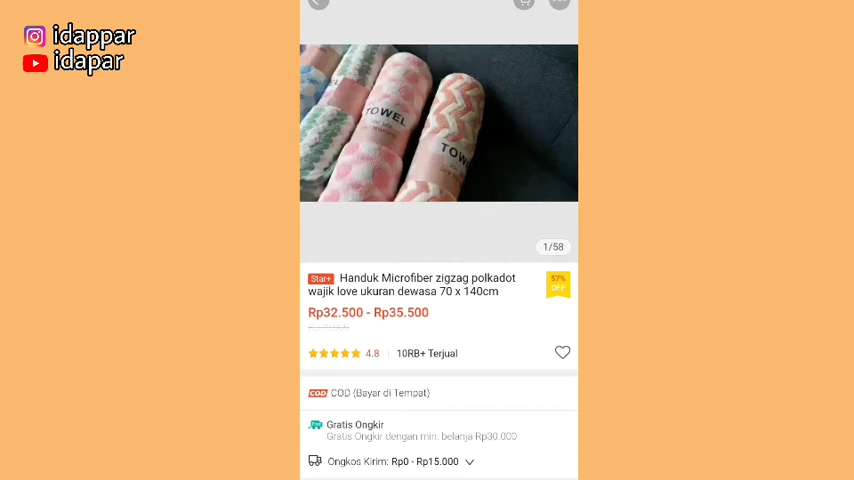 idappar
idapar
TOWEL
TOWEL
1/58
Star+ Handuk Microfiber zigzag polkadot
57%
OFF
wajik love ukuran dewasa 70 x 140cm
Rp32.500 - Rp35.500
4.8
10RB+ Terjual
COD COD (Bayar di Tempat)
Gratis Ongkir
Gratis Ongkir dengan min. belanja Rp30.000
Ongkos Kirim: Rp0 - Rp15.000